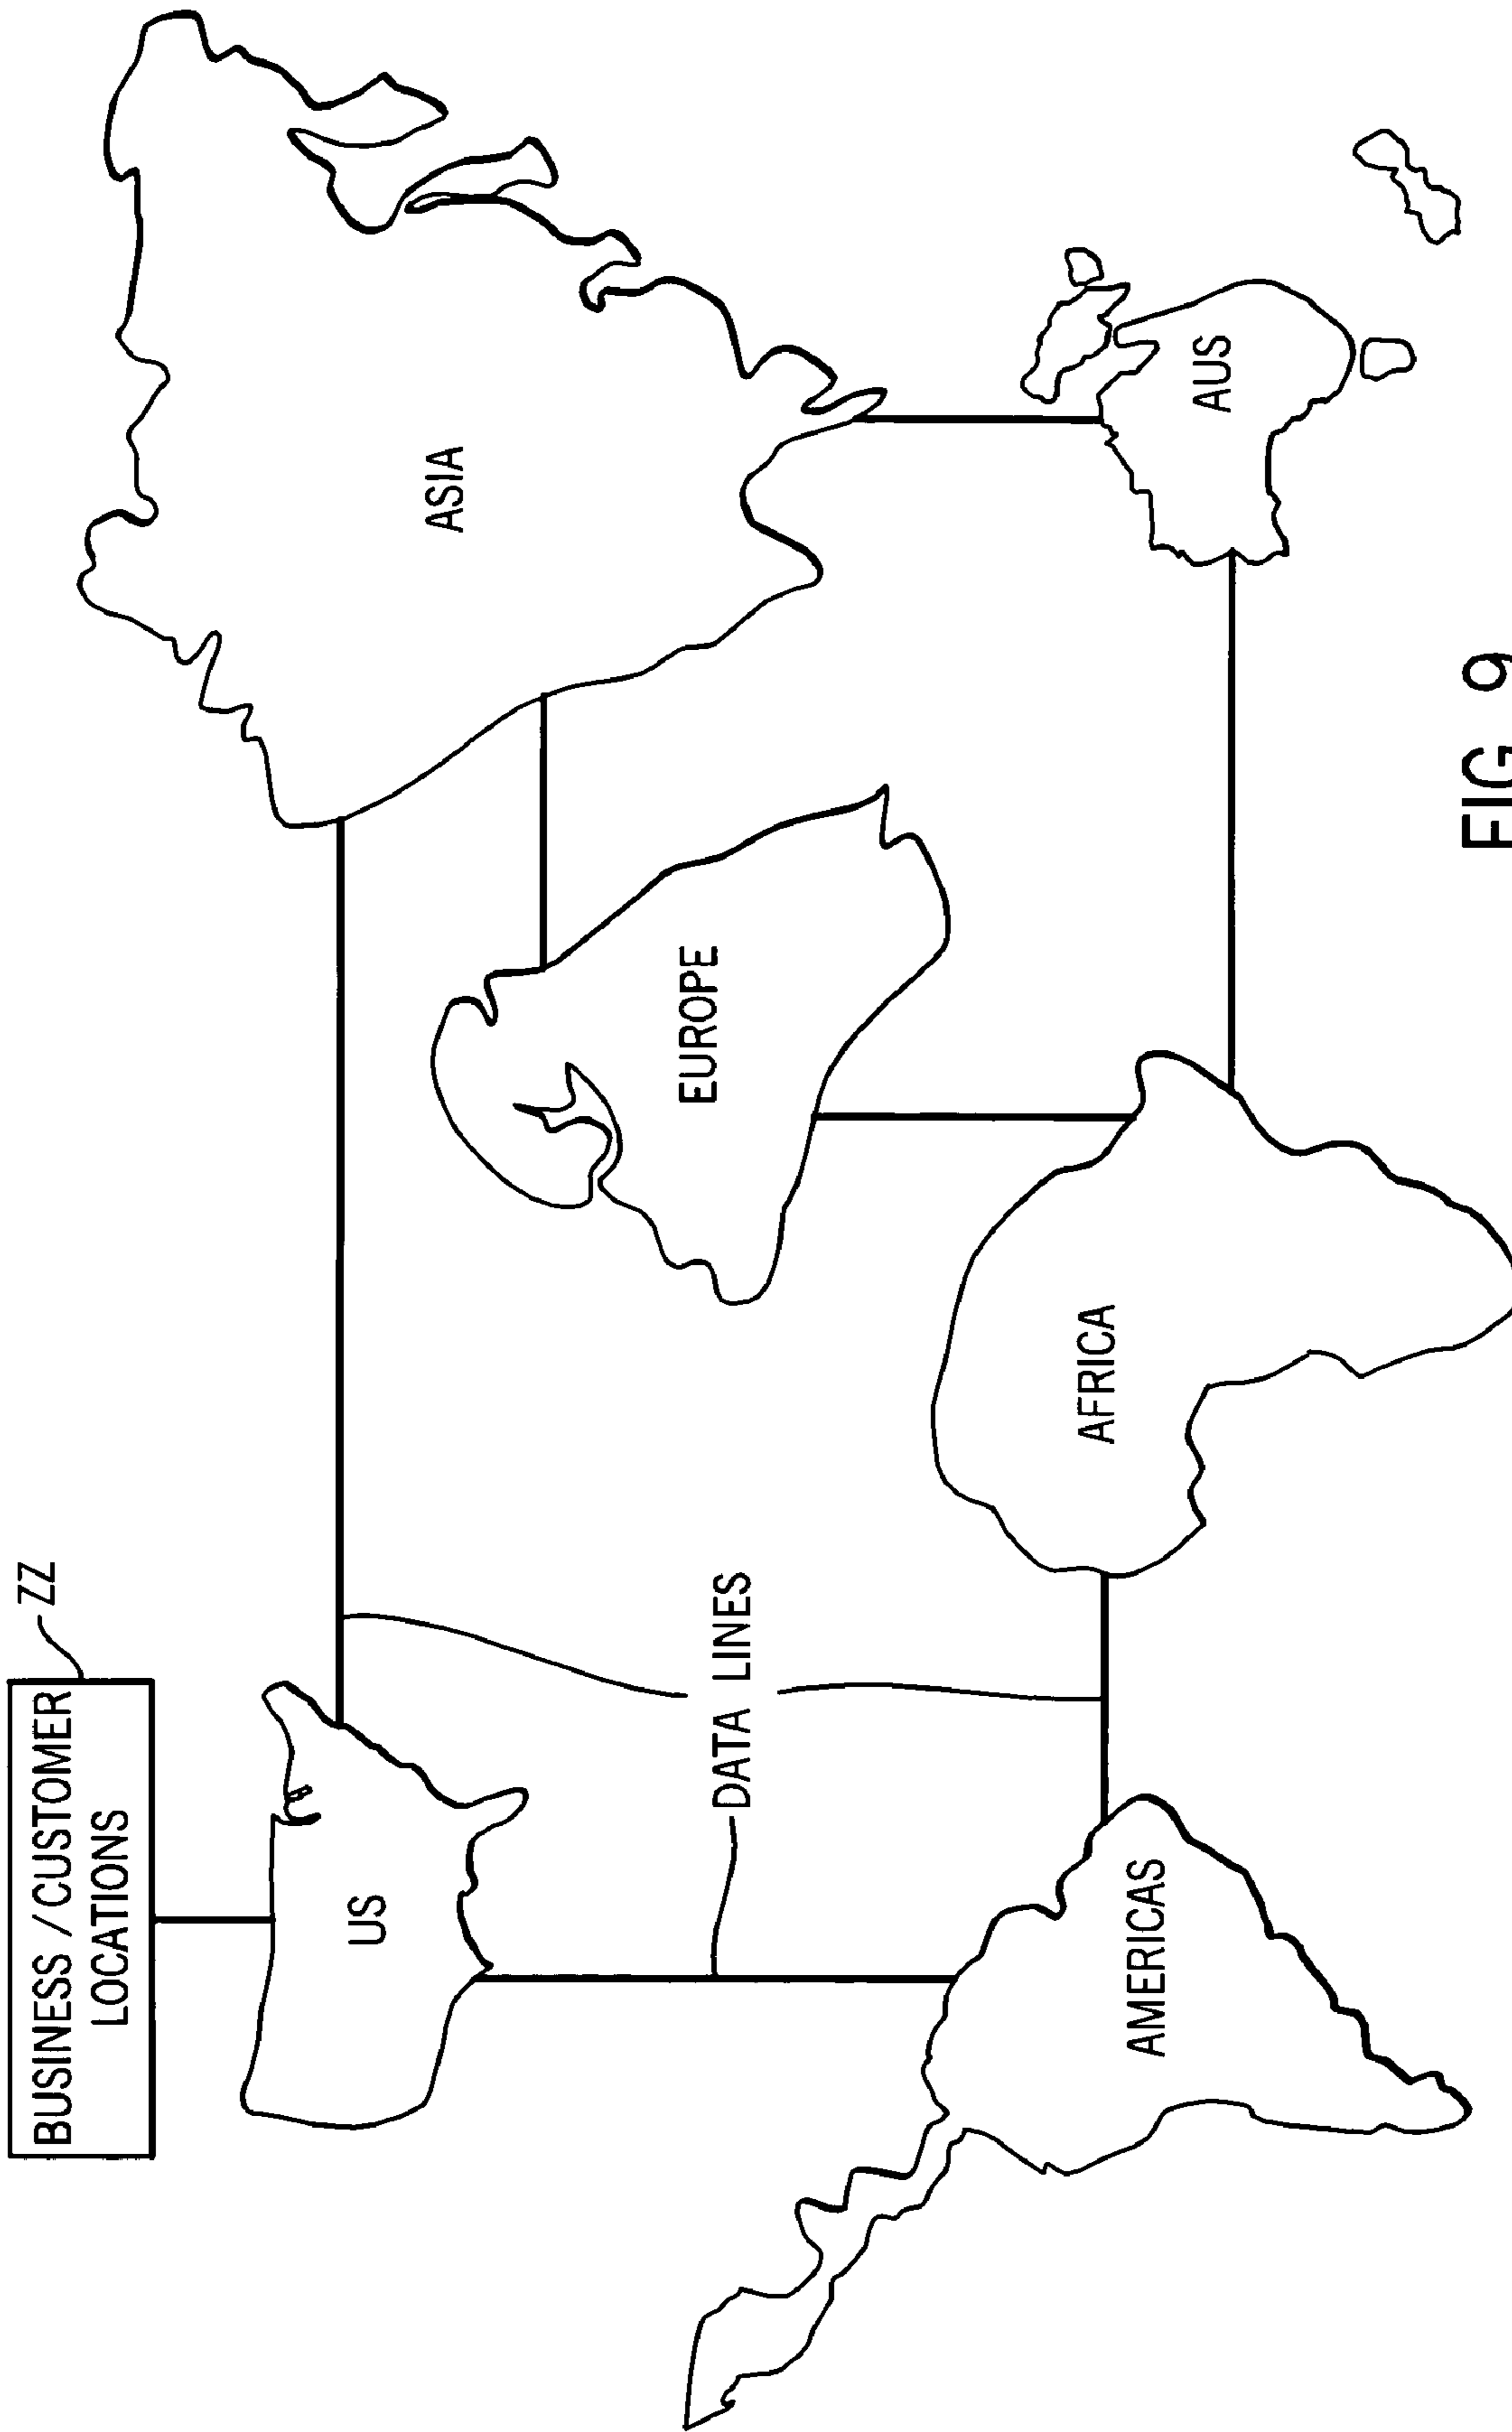 BUSINESS / CUSTOMER
LOCATIONS
ZZ
US
ASIA
EUROPE
DATA LINES
AMERICAS
AFRICA
AUS
FIG 9